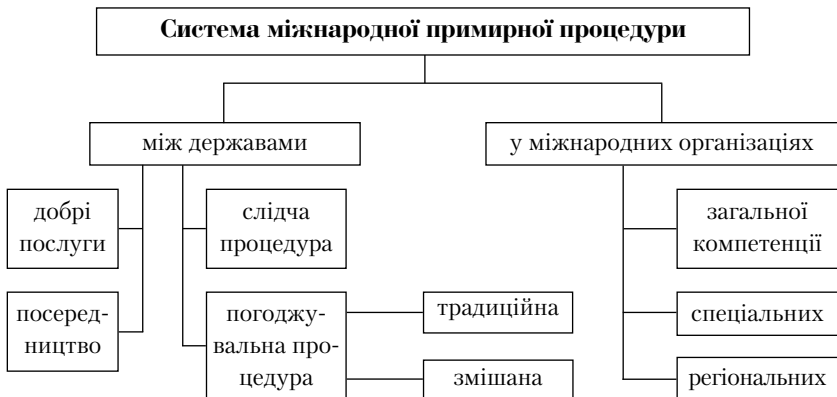 Система міжнародної примирної процедури
між державами
у міжнародних організаціях
добрі
послуги
слідча
процедура
загальної
компетенції
посеред-
ництво
погоджу-
вальна про-
цедура
традиційна
змішана
спеціальних
регіональних